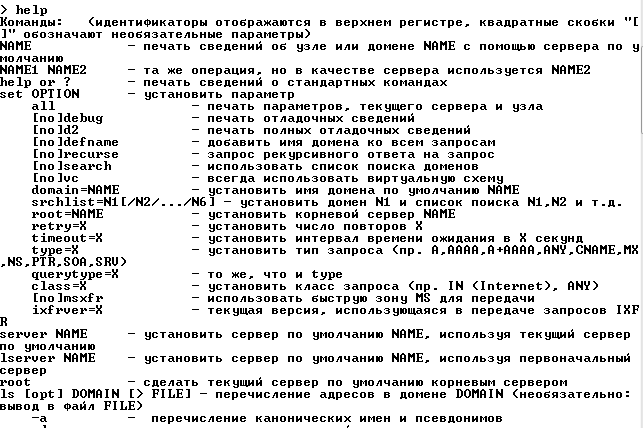 > help
Команды:   (идентификаторы отображаются в верхнем регистре, квадратные скобки "[
]" обозначают необязательные параметры)
NAME            - печать сведений об узле или домене NAME с помощью сервера по у
молчанию
NAME1 NAME2     - та же операция, но в качестве сервера используется NAME2
help or ?       - печать сведений о стандартных командах
set OPTION      - установить параметр
    all                 - печать параметров, текущего сервера и узла
    [no]debug           - печать отладочных сведений
    [no]d2              - печать полных отладочных сведений
    [no]defname         - добавить имя домена ко всем запросам
    [no]recurse         - запрос рекурсивного ответа на запрос
    [no]search          - использовать список поиска доменов
    [no]vc              - всегда использовать виртуальную схему
    domain=NAME         - установить имя домена по умолчанию NAME
    srchlist=N1[/N2/.../N6] - установить домен N1 и список поиска N1,N2 и т.д.
    root=NAME           - установить корневой сервер NAME
    retry=X             - установить число повторов X
    timeout=X           - установить интервал времени ожидания в X секунд
    type=X              - установить тип запроса (пр. A,AAAA,A+AAAA,ANY,CNAME,MX
,NS,PTR,SOA,SRV)
    querytype=X         - то же, что и type
    class=X             - установить класс запроса (пр. IN (Internet), ANY)
    [no]msxfr           - использовать быструю зону MS для передачи
    ixfrver=X           - текущая версия, использующаяся в передаче запросов IXF
R
server NAME     - установить сервер по умолчанию NAME, используя текущий сервер
по умолчанию
lserver NAME    - установить сервер по умолчанию NAME, используя первоначальный
сервер
root            - сделать текущий сервер по умолчанию корневым сервером
ls [opt] DOMAIN [> FILE] - перечисление адресов в домене DOMAIN (необязательно:
вывод в файл FILE)
    -a          -  перечисление канонических имен и псевдонимов